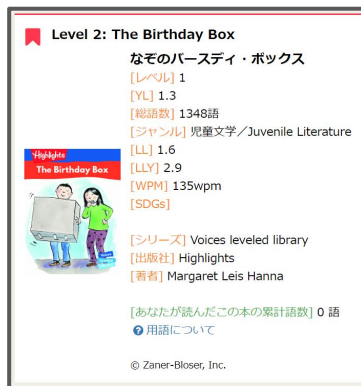 Level 2: The Birthday Box
なぞのバースディ・ボックス
[レベル] 1
[YL] 1.3
[総語数] 1348語
[ジャンル] 児童文学／Juvenile Literature
[LL] 1.6
[LLY] 2.9
[WPM] 135wpm
[SDGs]
Highlights
The Birthday Box
[シリーズ] Voices leveled library
[出版社] Highlights
[著者] Margaret Leis Hanna
[あなたが読んだこの本の累計語数] 0 語
?用語について
© Zaner-Bloser, Inc.